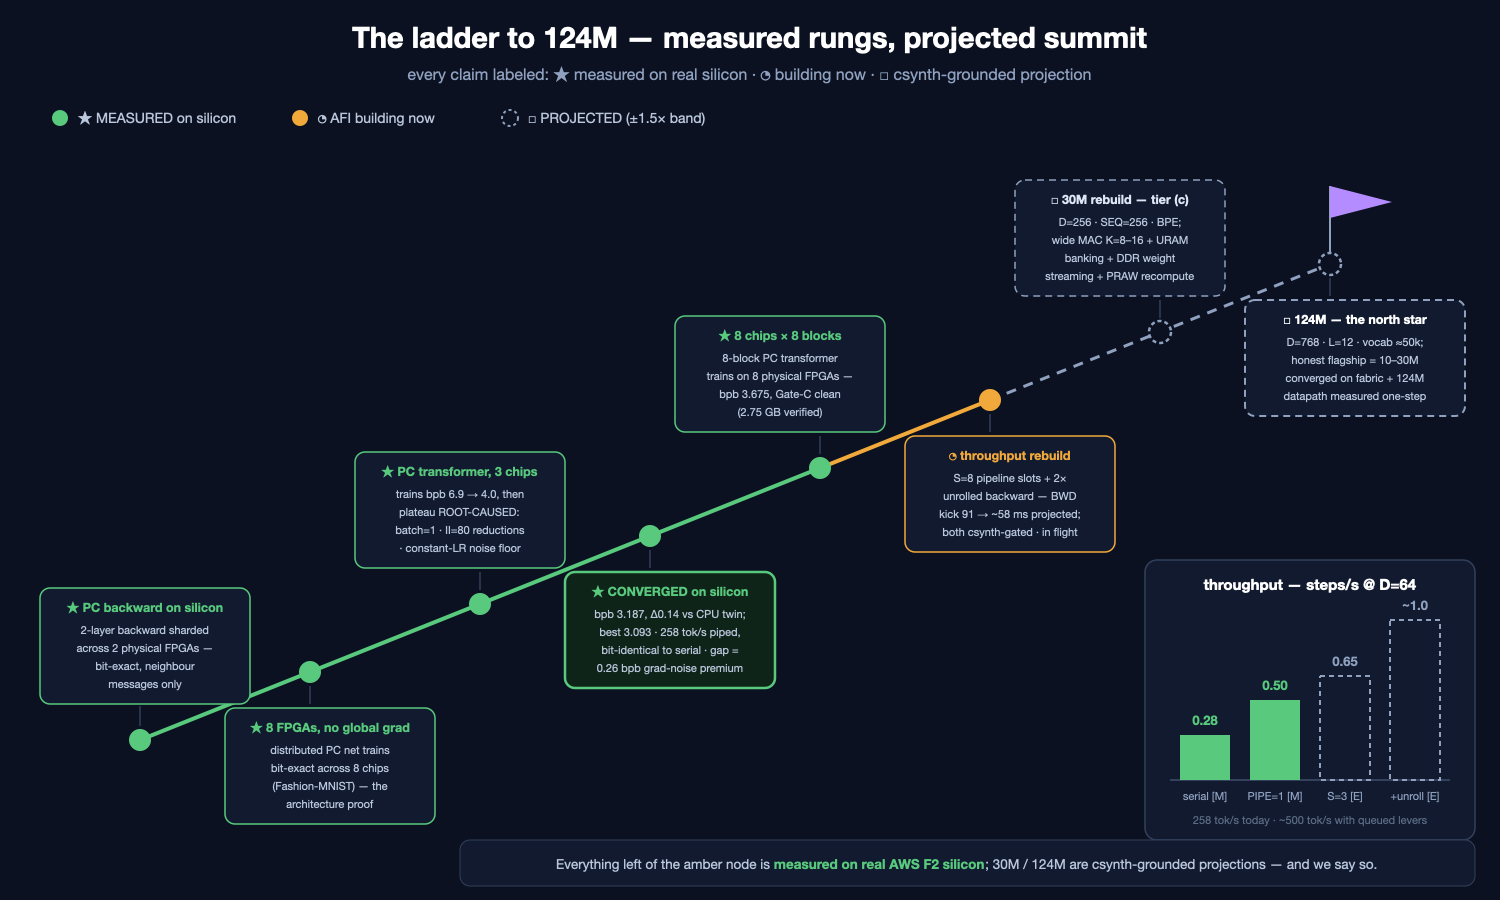 The ladder to 124M — measured rungs, projected summit
every claim labeled: ★ measured on real silicon · ◔ building now · □ csynth-grounded projection
★ MEASURED on silicon
◔ AFI building now
□ PROJECTED (±1.5× band)
□ 30M rebuild — tier (c)
D=256 · SEQ=256 · BPE;
wide MAC K=8–16 + URAM
banking + DDR weight
streaming + PRAW recompute
□ 124M — the north star
D=768 · L=12 · vocab ≈50k;
honest flagship = 10–30M
converged on fabric + 124M
datapath measured one-step
★ 8 chips × 8 blocks
8-block PC transformer
trains on 8 physical FPGAs —
bpb 3.675, Gate-C clean
(2.75 GB verified)
◔ throughput rebuild
S=8 pipeline slots + 2×
unrolled backward — BWD
kick 91 → ~58 ms projected;
both csynth-gated · in flight
★ PC transformer, 3 chips
trains bpb 6.9 → 4.0, then
plateau ROOT-CAUSED:
batch=1 · II=80 reductions
· constant-LR noise floor
★ CONVERGED on silicon
bpb 3.187, Δ0.14 vs CPU twin;
best 3.093 · 258 tok/s piped,
bit-identical to serial · gap =
0.26 bpb grad-noise premium
★ PC backward on silicon
2-layer backward sharded
across 2 physical FPGAs —
bit-exact, neighbour
messages only
★ 8 FPGAs, no global grad
distributed PC net trains
bit-exact across 8 chips
(Fashion-MNIST) — the
architecture proof
throughput — steps/s @ D=64
0.28
0.50
0.65
~1.0
serial [M]
PIPE=1 [M]
S=3 [E]
+unroll [E]
258 tok/s today · ~500 tok/s with queued levers
Everything left of the amber node is measured on real AWS F2 silicon; 30M / 124M are csynth-grounded projections — and we say so.